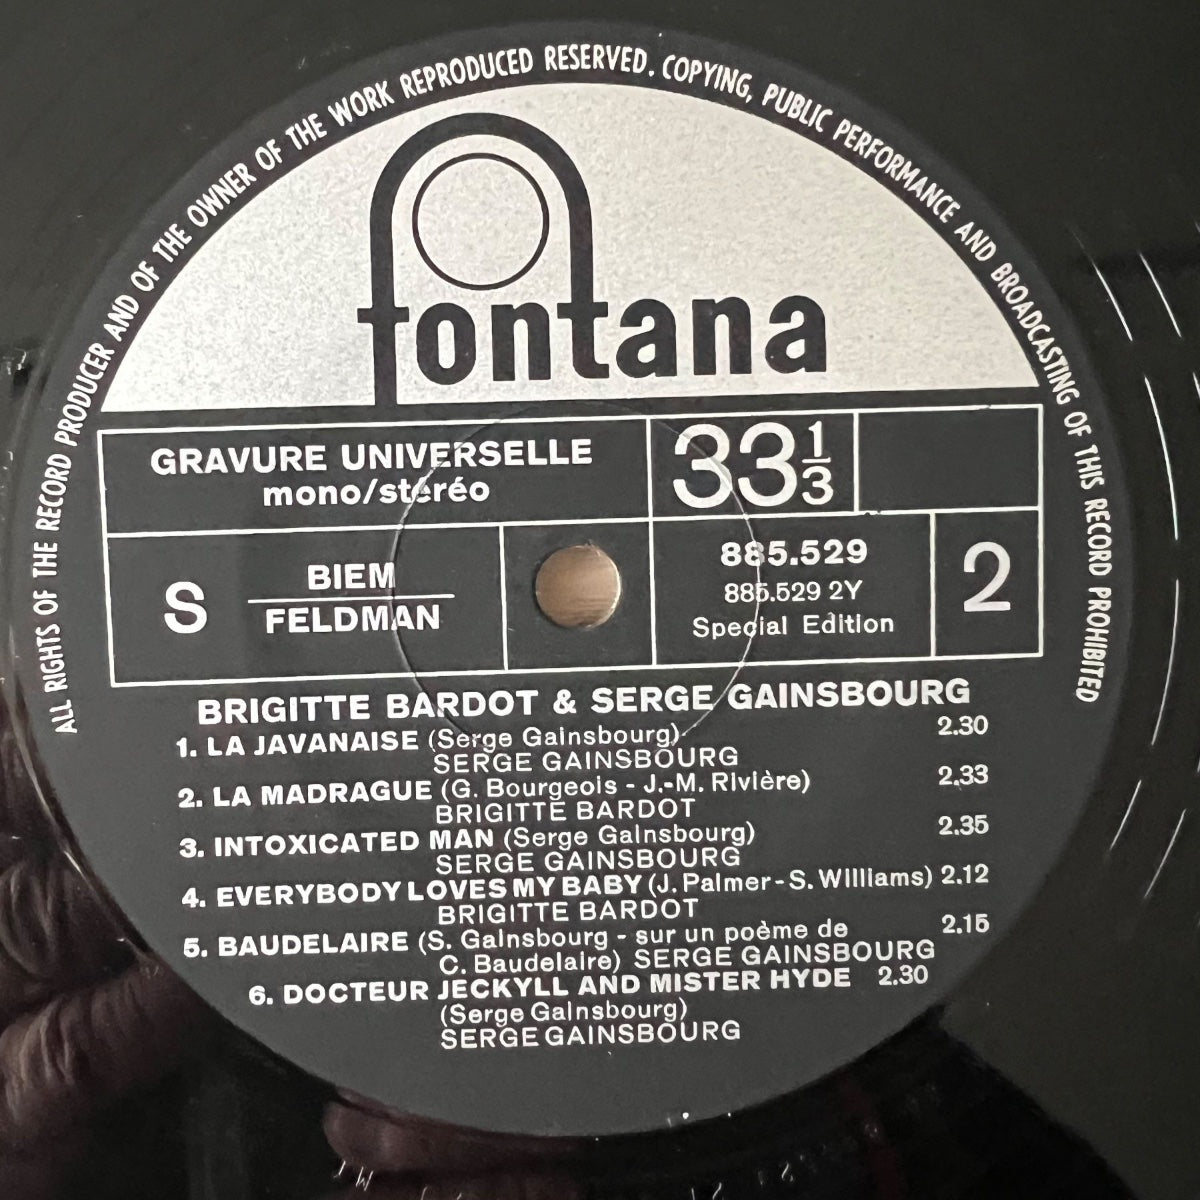 ALL RIGHTS OF THE RECORD PRODUCER AND OF THE OWNER OF THE WORK REPRODUCED RESERVED. COPYING, PUBLIC PERFORMANCE AND BROADCASTING OF THIS RECORD PROHIBITED
fontana
GRAVURE UNIVERSELLE
mono/stéréo
33 1/3
S
BIEM
FELDMAN
885.529
885.529 2Y
Special Edition
2
BRIGITTE BARDOT & SERGE GAINSBOURG
1. LA JAVANAISE (Serge Gainsbourg) 2.30
SERGE GAINSBOURG
2. LA MADRAGUE (G. Bourgeois - J.-M. Rivière) 2.33
BRIGITTE BARDOT
3. INTOXICATED MAN (Serge Gainsbourg) 2.35
SERGE GAINSBOURG
4. EVERYBODY LOVES MY BABY (J. Palmer - S. Williams) 2.12
BRIGITTE BARDOT
5. BAUDELAIRE (S. Gainsbourg - sur un poème de 2.15
C. Baudelaire) SERGE GAINSBOURG
6. DOCTEUR JECKYLL AND MISTER HYDE 2.30
(Serge Gainsbourg)
SERGE GAINSBOURG